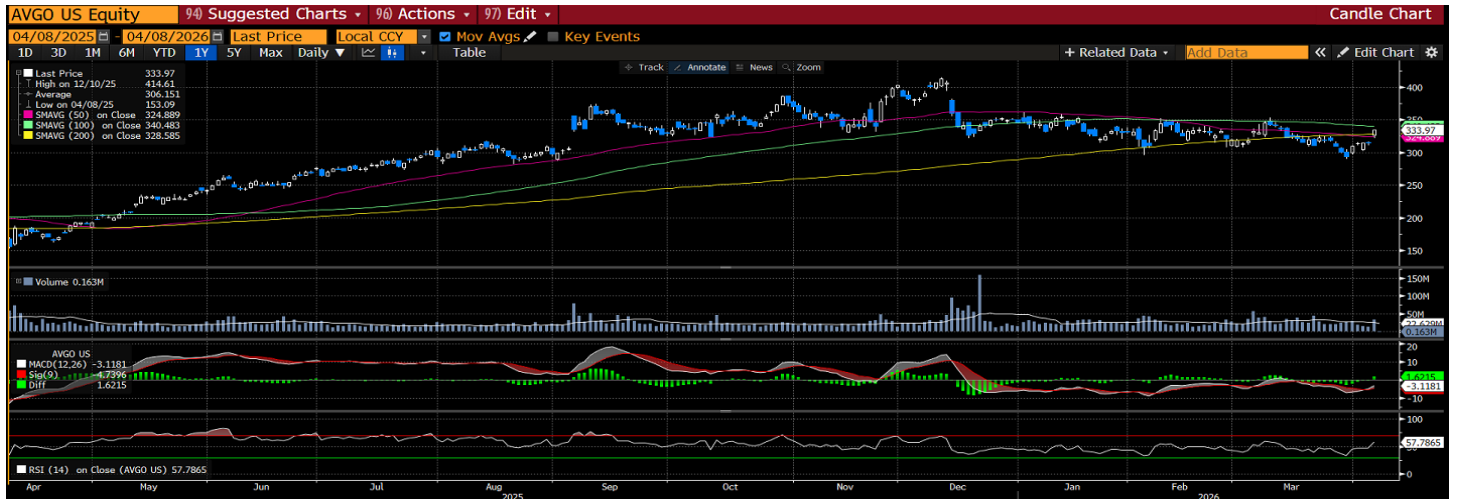 AVGO US Equity 94) Suggested Charts 96) Actions 97) Edit Candle Chart
04/08/2025 - 04/08/2026 Last Price Local CCY Mov Avgs Key Events
1D 3D 1M 6M YTD 1Y 5Y Max Daily ▼ Table + Related Data Add Data « Edit Chart
Track Annotate News Zoom
Last Price 333.97
High on 12/10/25 414.61
Average 306.151
Low on 04/08/25 153.09
SMAVG (50) on Close 324.889
SMAVG (100) on Close 340.483
SMAVG (200) on Close 328.585
400
350
333.97
324.889
300
250
200
150
Volume 0.163M
150M
100M
50M
0.163M
AVGO US
MACD(12,26) -3.1181
Sig(9) -4.7396
Diff 1.6215
20
10
1.6215
-3.1181
-10
100
57.7865
0
RSI (14) on Close (AVGO US) 57.7865
Apr May Jun Jul Aug Sep Oct Nov Dec Jan Feb Mar
2025 2026